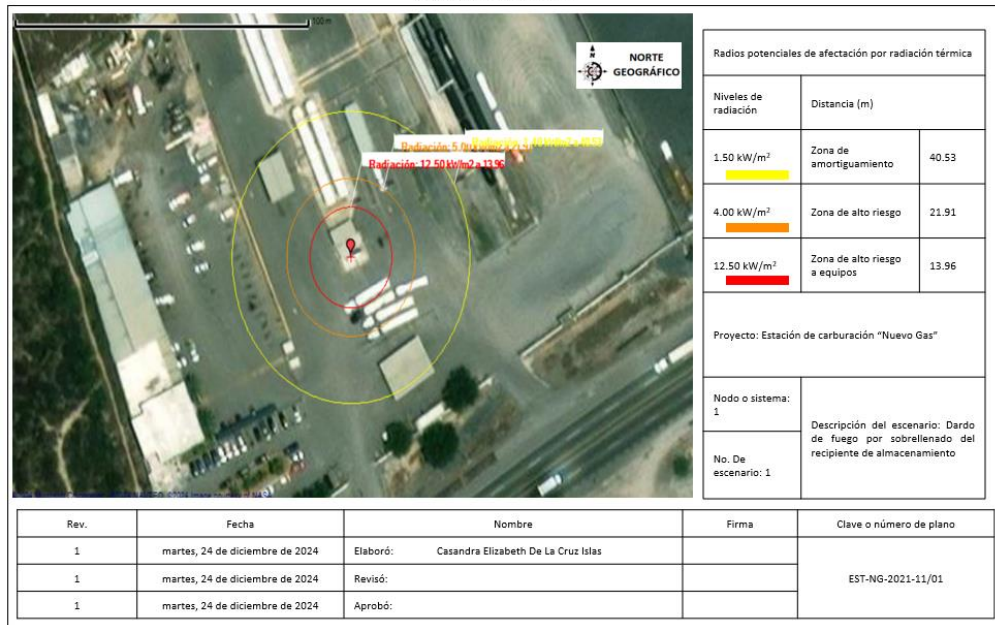 100 m
N
NORTE
GEOGRÁFICO
Radiación: 12.50 kW/m2 a 13.96
Radios potenciales de afectación por radiación térmica
Niveles de
radiación
Distancia (m)
1.50 kW/m²
Zona de
amortiguamiento
40.53
4.00 kW/m²
Zona de alto riesgo
21.91
12.50 kW/m²
Zona de alto riesgo
a equipos
13.96
Proyecto: Estación de carburación “Nuevo Gas”
Nodo o sistema:
1
No. De
escenario: 1
Descripción del escenario: Dardo
de fuego por sobrellenado del
recipiente de almacenamiento
Rev.
Fecha
Nombre
Firma
Clave o número de plano
1
martes, 24 de diciembre de 2024
Elaboró:
Casandra Elizabeth De La Cruz Islas
1
martes, 24 de diciembre de 2024
Revisó:
1
martes, 24 de diciembre de 2024
Aprobó:
EST-NG-2021-11/01